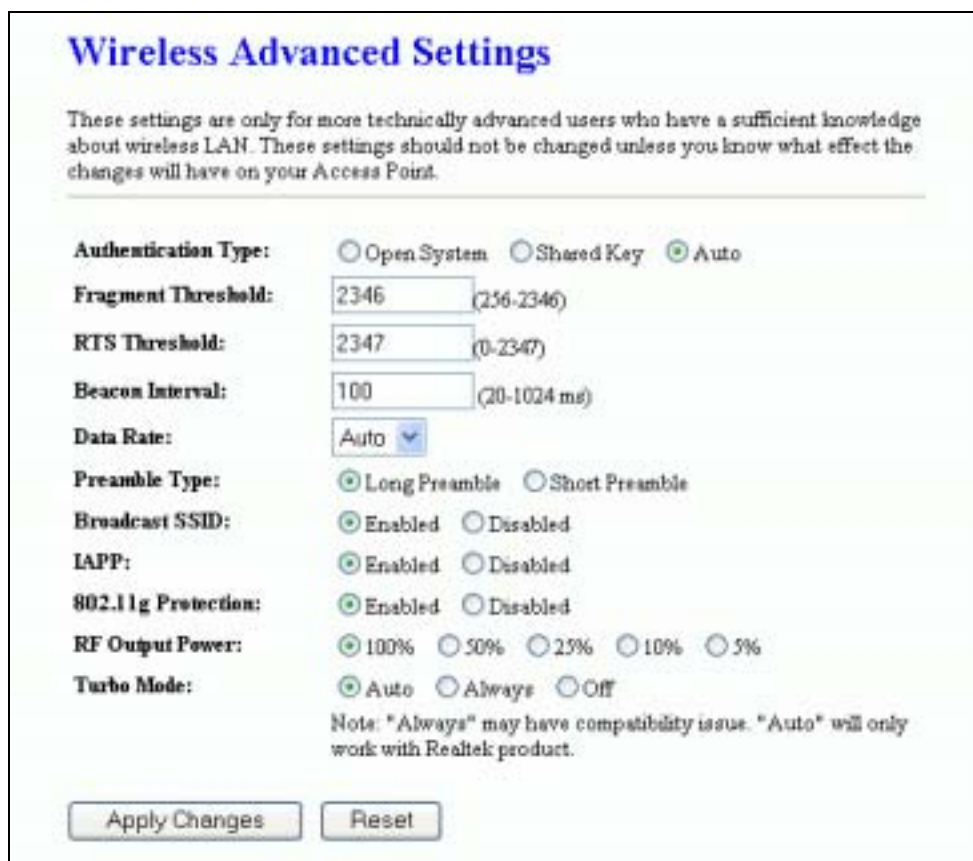 Wireless Advanced Settings
These settings are only for more technically advanced users who have a sufficient knowledge
about wireless LAN. These settings should not be changed unless you know what effect the
changes will have on your Access Point.
Authentication Type: Open System Shared Key Auto
Fragment Threshold: 2346 (256-2346)
RTS Threshold: 2347 (0-2347)
Beacon Interval: 100 (20-1024 ms)
Data Rate: Auto
Preamble Type: Long Preamble Short Preamble
Broadcast SSID: Enabled Disabled
IAPP: Enabled Disabled
802.11g Protection: Enabled Disabled
RF Output Power: 100% 50% 25% 10% 5%
Turbo Mode: Auto Always Off
Note: "Always" may have compatibility issue. "Auto" will only
work with Realtek product.
Apply Changes Reset